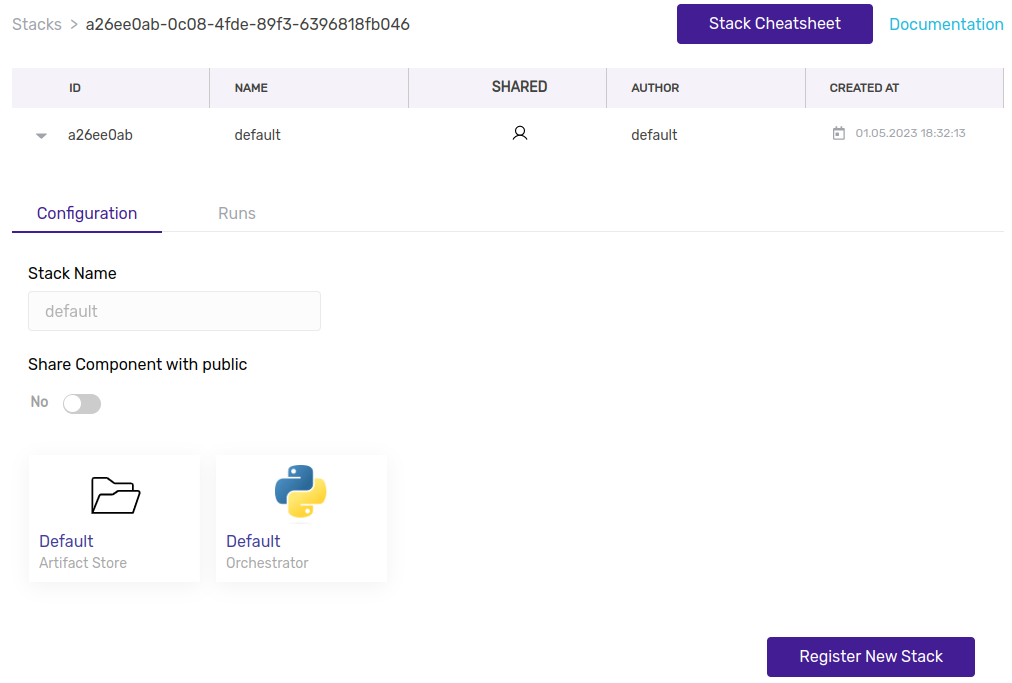 Stacks > a26ee0ab-0c08-4fde-89f3-6396818fb046
Stack Cheatsheet
Documentation
ID NAME SHARED AUTHOR CREATED AT
a26ee0ab default default 01.05.2023 18:32:13
Configuration Runs
Stack Name
default
Share Component with public
No
Default
Artifact Store
Default
Orchestrator
Register New Stack